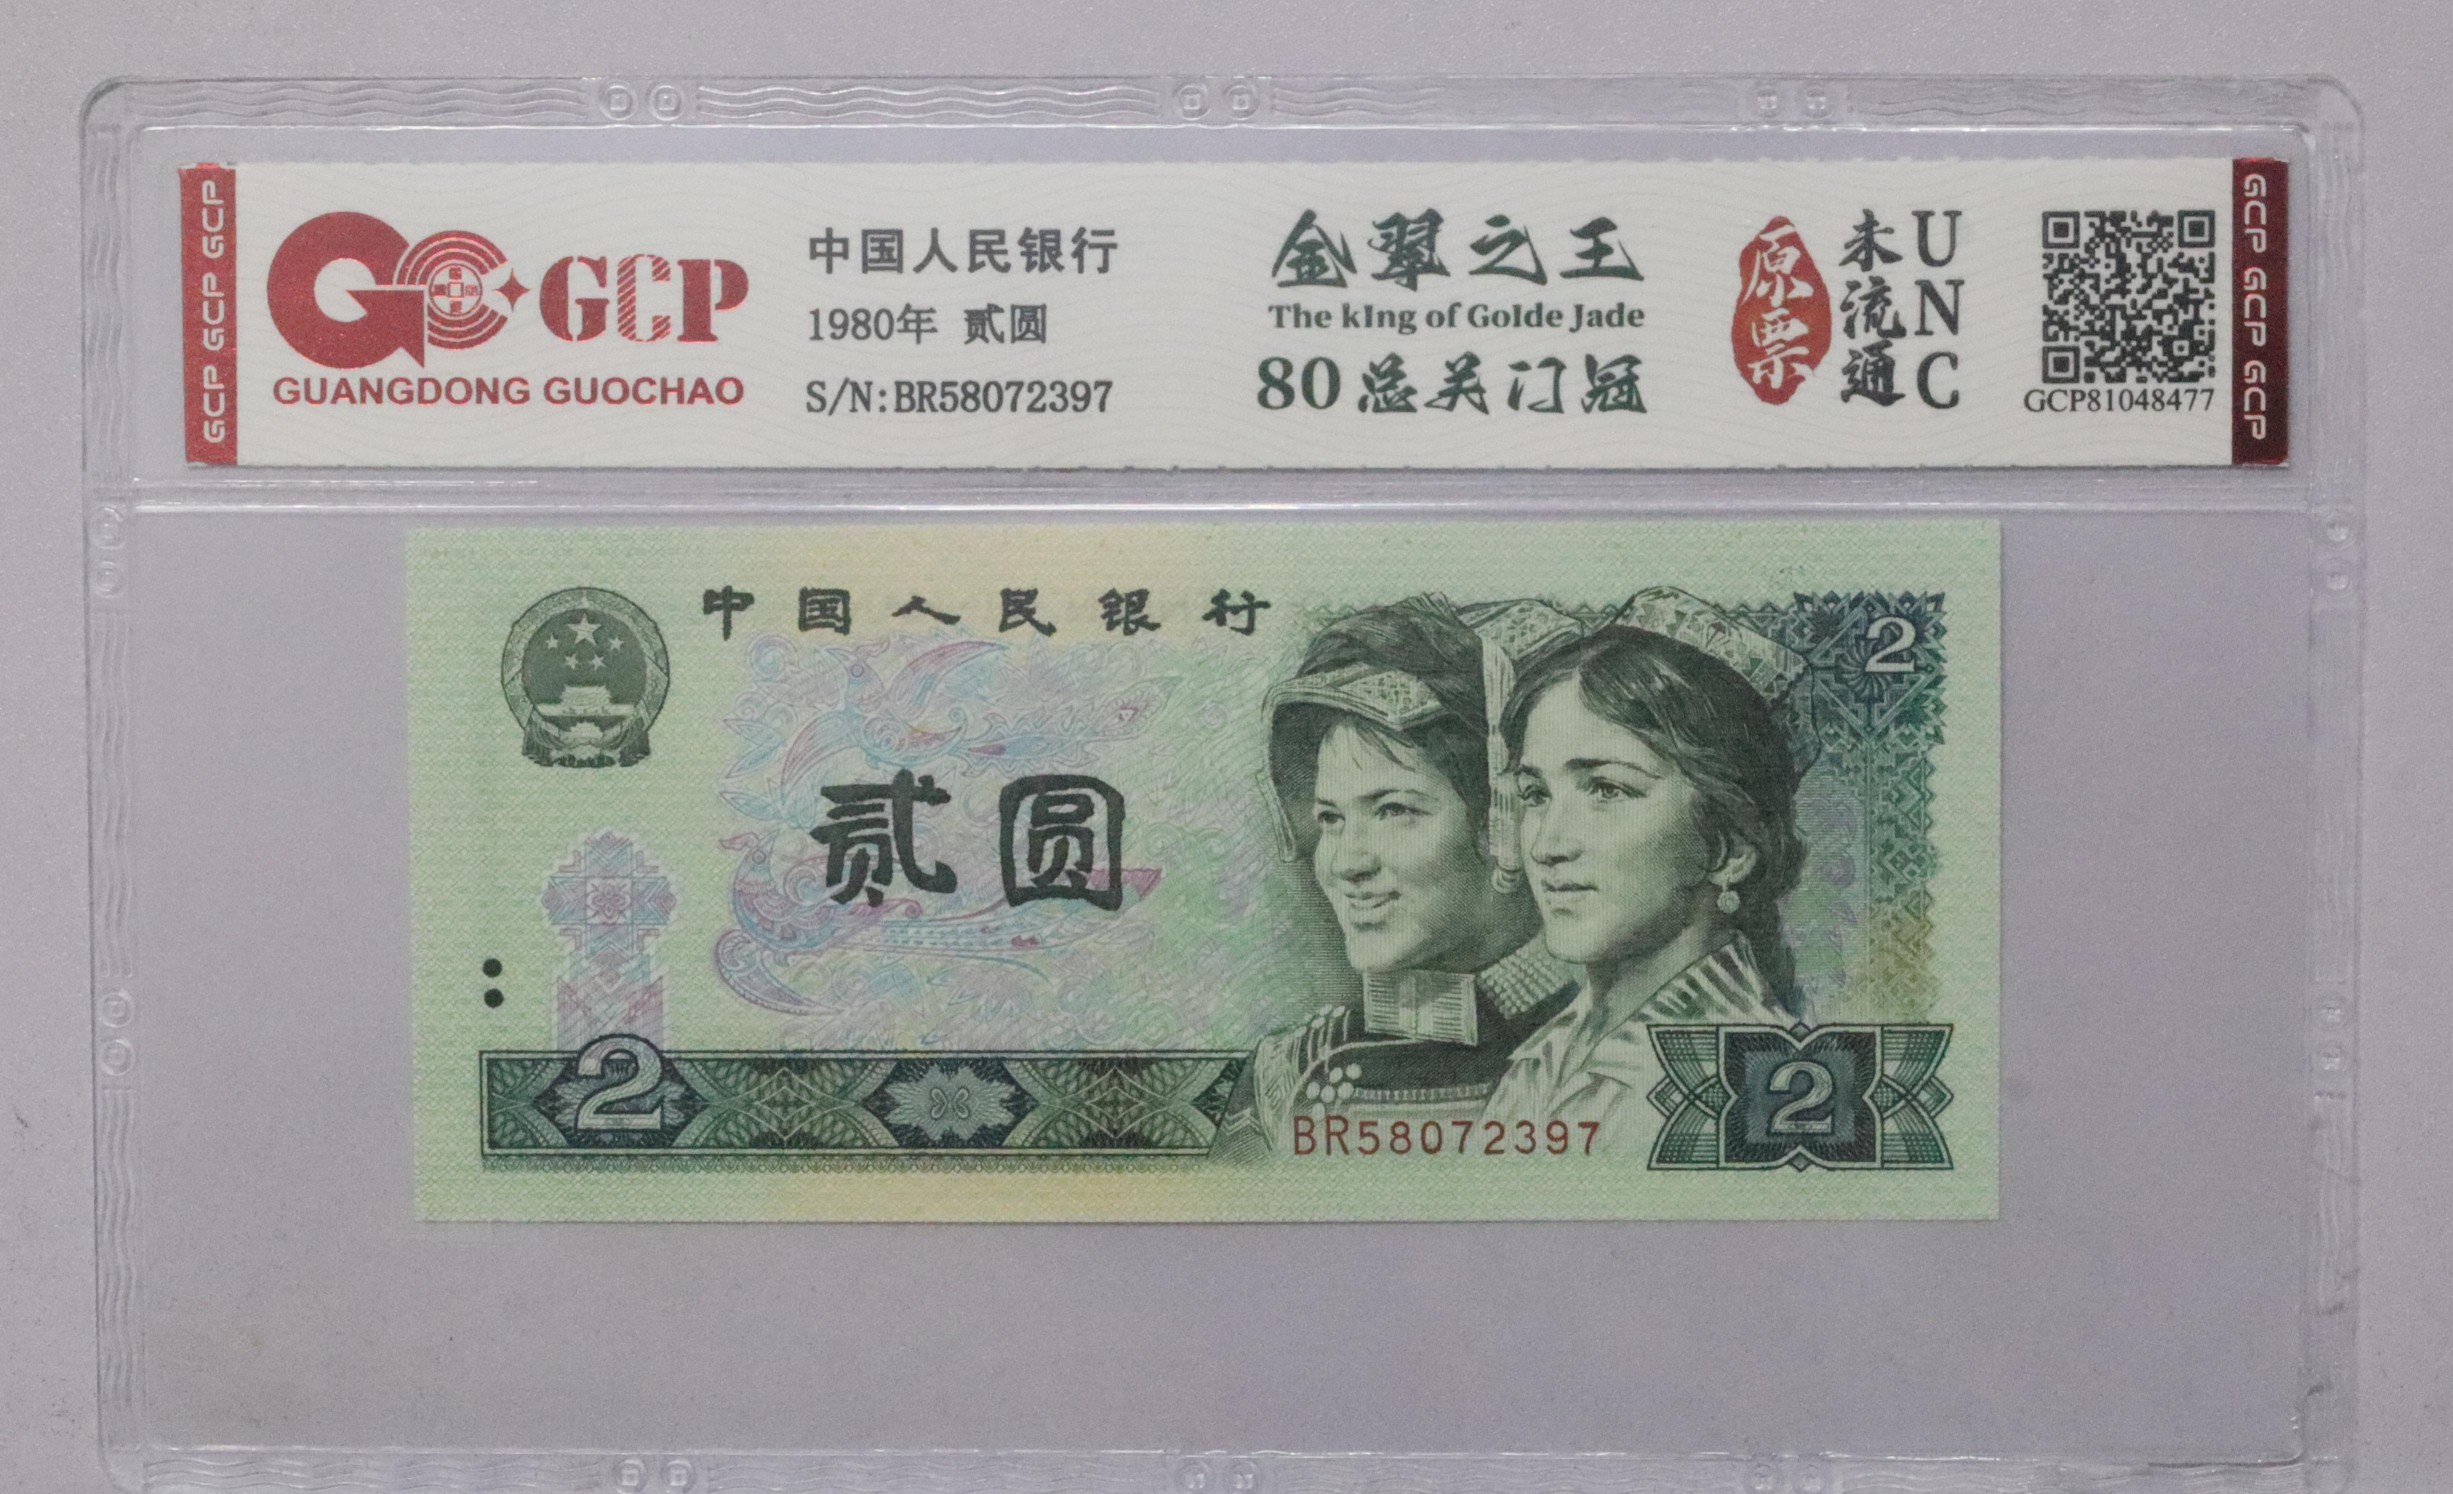 GCP GCP GCP
GCP
GUANGDONG GUOCHAO
中国人民银行
1980年 贰圆
S/N:BR58072397
金翠之王
The kIng of Golde Jade
80总关门冠
原票
未流通
UNC
GCP81048477
GCP GCP GCP
中国人民银行
2
贰圆
2
BR58072397
2